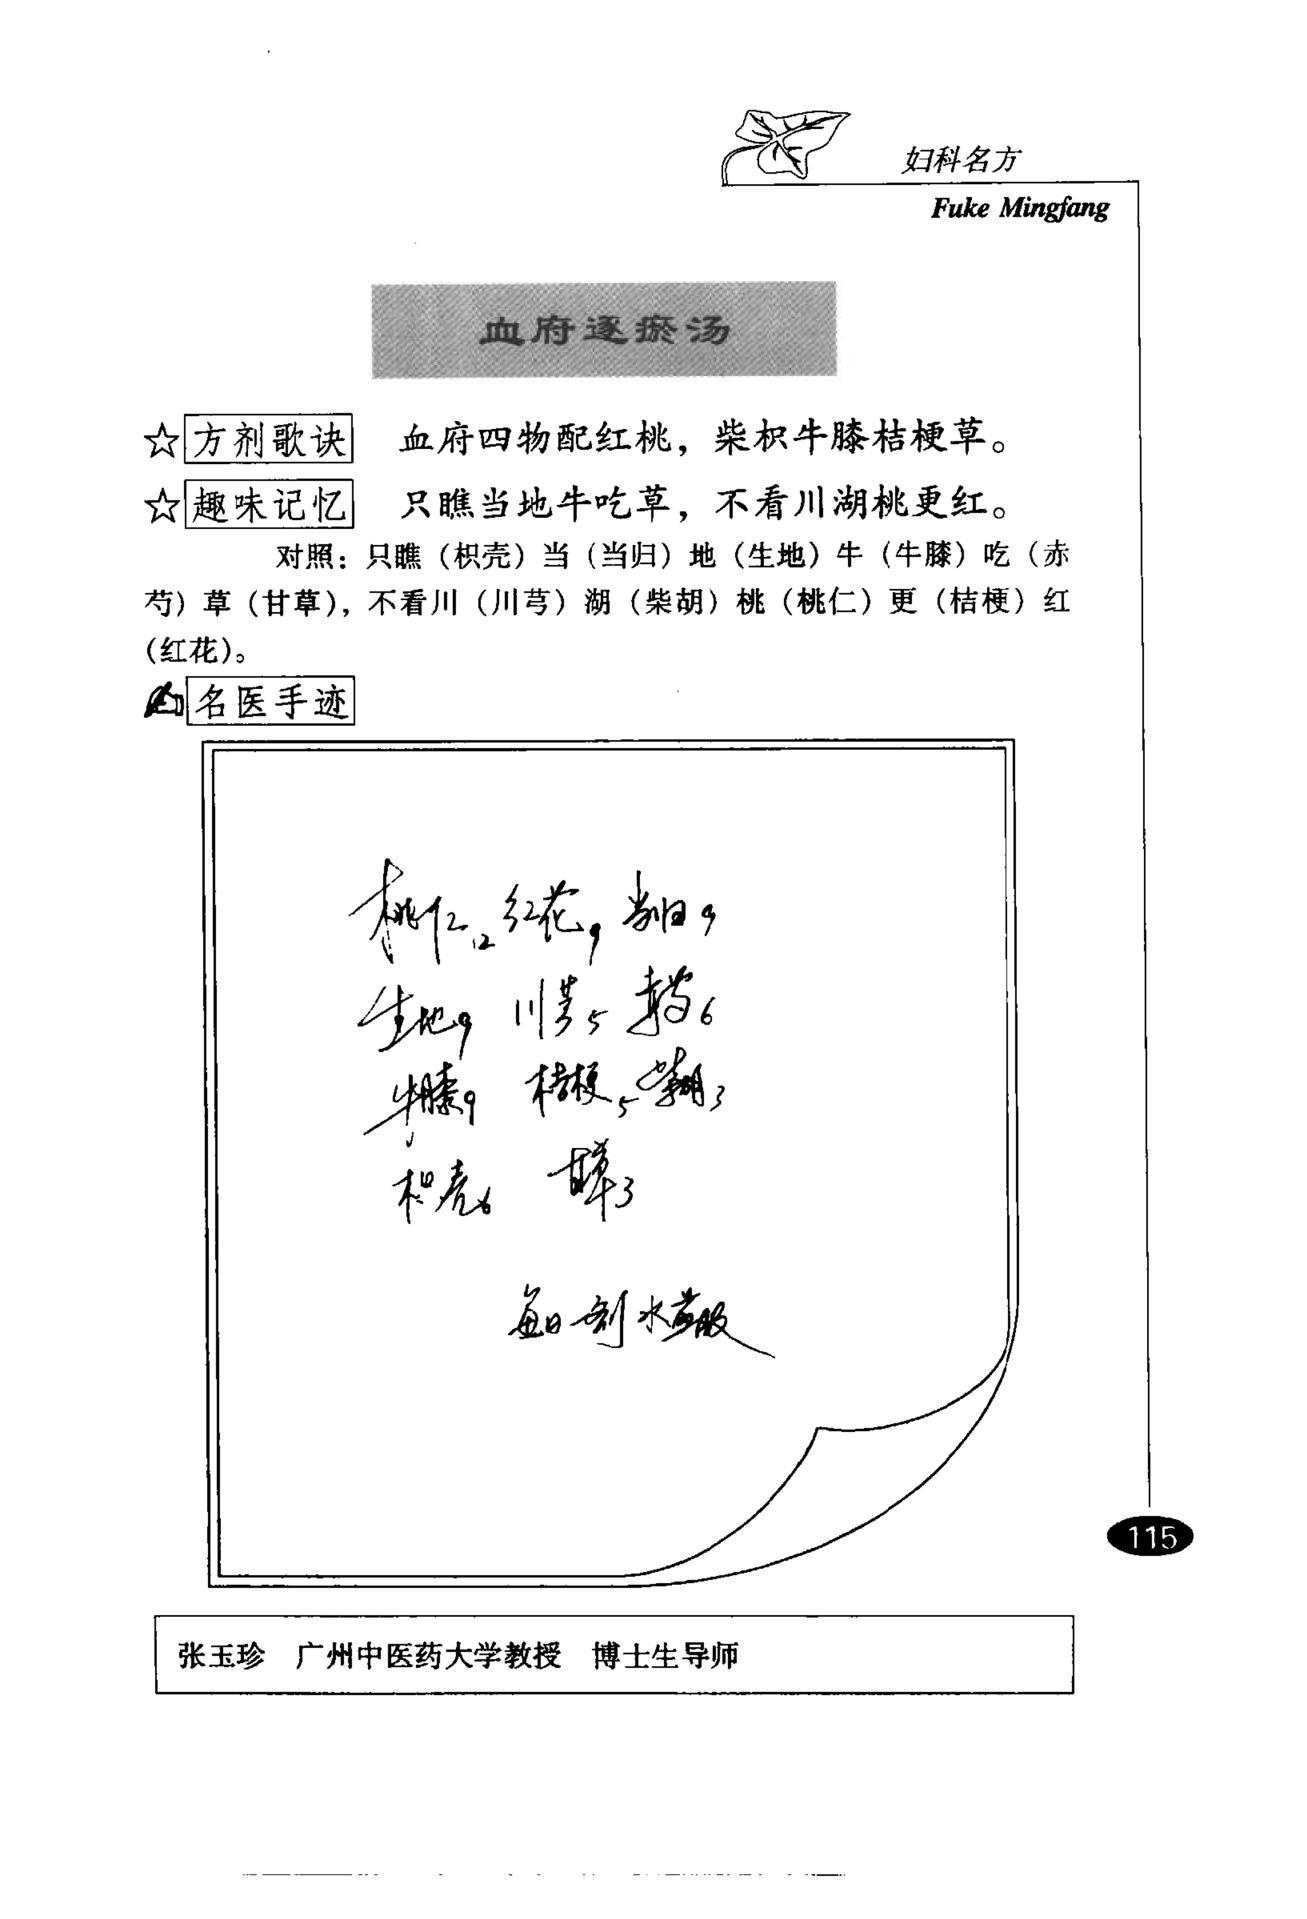 妇科名方
Fuke Mingfang
血府逐瘀汤
☆方剂歌诀 血府四物配红桃，柴枳牛膝桔梗草。
☆趣味记忆 只瞧当地牛吃草，不看川湖桃更红。
对照：只瞧（枳壳）当（当归）地（生地）牛（牛膝）吃（赤
芍）草（甘草），不看川（川芎）湖（柴胡）桃（桃仁）更（桔梗）红
（红花）。
名医手迹
桃仁12 红花9 当归9
生地9 川芎5 赤芍6
牛膝9 桔梗5 柴胡3
枳壳6 甘草3
每日一剂 水煎服
115
张玉珍 广州中医药大学教授 博士生导师